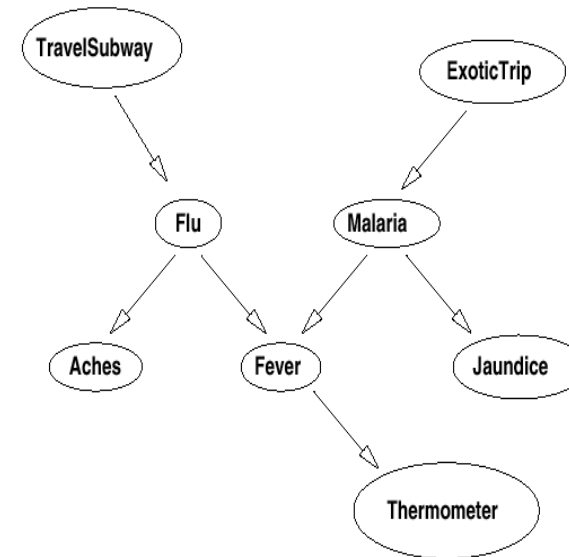 TravelSubway
ExoticTrip
Flu
Malaria
Aches
Fever
Jaundice
Thermometer